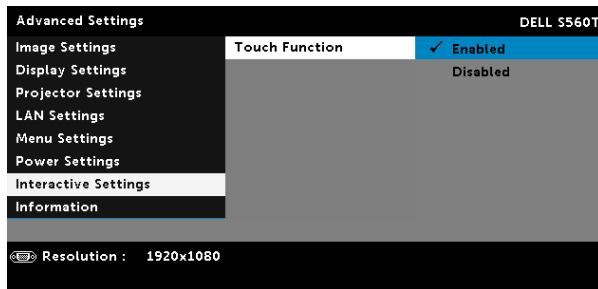 Advanced Settings DELL S560T
Image Settings Touch Function ✓ Enabled
Display Settings Disabled
Projector Settings
LAN Settings
Menu Settings
Power Settings
Interactive Settings
Information
Resolution : 1920x1080